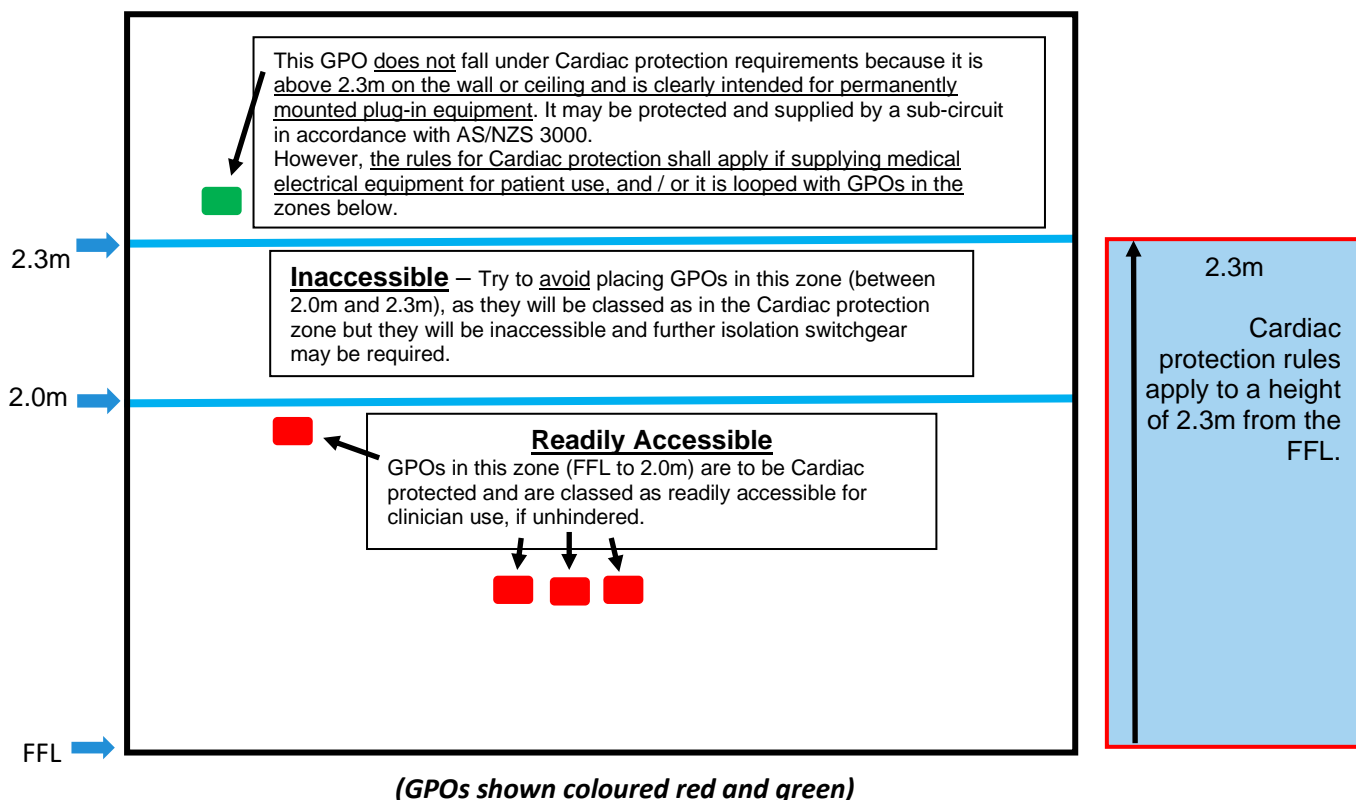 This GPO does not fall under Cardiac protection requirements because it is
above 2.3m on the wall or ceiling and is clearly intended for permanently
mounted plug-in equipment. It may be protected and supplied by a sub-circuit
in accordance with AS/NZS 3000.
However, the rules for Cardiac protection shall apply if supplying medical
electrical equipment for patient use, and / or it is looped with GPOs in the
zones below.
2.3m
Inaccessible – Try to avoid placing GPOs in this zone (between
2.0m and 2.3m), as they will be classed as in the Cardiac protection
zone but they will be inaccessible and further isolation switchgear
may be required.
2.0m
Readily Accessible
GPOs in this zone (FFL to 2.0m) are to be Cardiac
protected and are classed as readily accessible for
clinician use, if unhindered.
FFL
2.3m
Cardiac
protection rules
apply to a height
of 2.3m from the
FFL.
(GPOs shown coloured red and green)